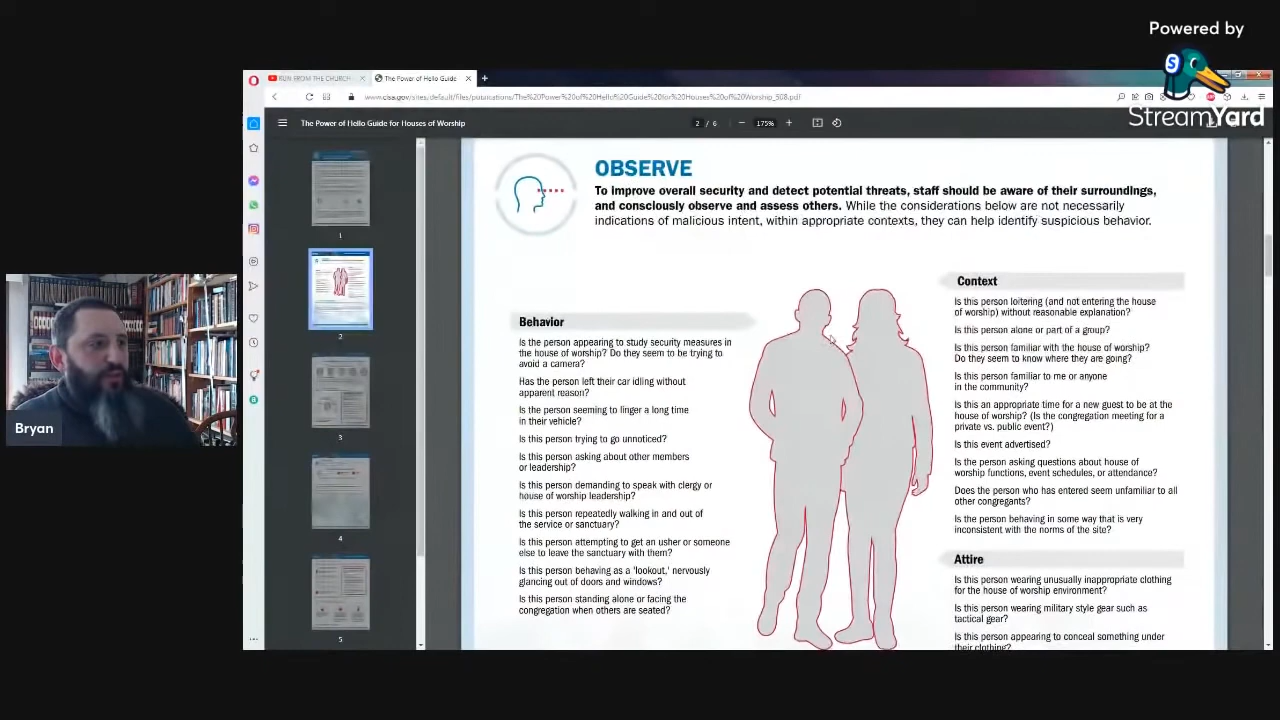 Powered by
StreamYard
RUN FROM THE CHURCH
The Power of Hello Guide
The Power of Hello Guide for Houses of Worship
2 / 6
175%
OBSERVE
To improve overall security and detect potential threats, staff should be aware of their surroundings,
and consciously observe and assess others. While the considerations below are not necessarily
indications of malicious intent, within appropriate contexts, they can help identify suspicious behavior.
Behavior
Is the person appearing to study security measures in
the house of worship? Do they seem to be trying to
avoid a camera?
Has the person left their car idling without
apparent reason?
Is the person seeming to linger a long time
in their vehicle?
Is this person trying to go unnoticed?
Is this person asking about other members
or leadership?
Is this person demanding to speak with clergy or
house of worship leadership?
Is this person repeatedly walking in and out of
the service or sanctuary?
Is this person attempting to get an usher or someone
else to leave the sanctuary with them?
Is this person behaving as a 'lookout,' nervously
glancing out of doors and windows?
Is this person standing alone or facing the
congregation when others are seated?
Context
Is this person loitering (and not entering the house
of worship) without reasonable explanation?
Is this person alone or part of a group?
Is this person familiar with the house of worship?
Do they seem to know where they are going?
Is this person familiar to me or anyone
in the community?
Is this an appropriate time for a new guest to be at the
house of worship? (Is the congregation meeting for a
private vs. public event?)
Is this event advertised?
Is the person asking questions about house of
worship functions, event schedules, or attendance?
Does the person who has entered seem unfamiliar to all
other congregants?
Is the person behaving in some way that is very
inconsistent with the norms of the site?
Attire
Is this person wearing unusually inappropriate clothing
for the house of worship environment?
Is this person wearing military style gear such as
tactical gear?
Is this person appearing to conceal something under
their clothing?
1
2
3
4
5
Bryan